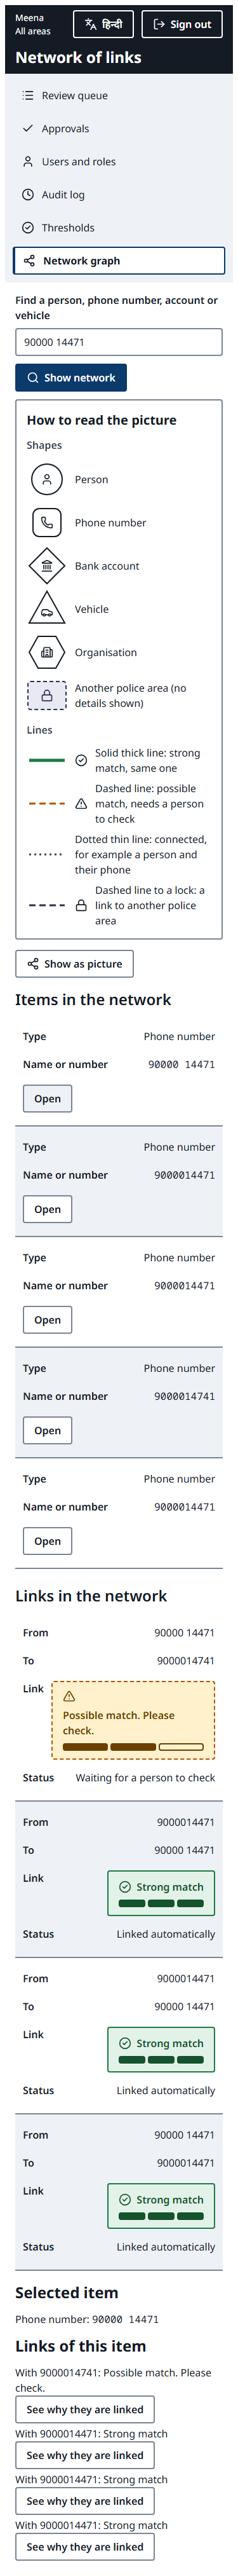 Meena
All areas
हिन्दी
Sign out
Network of links
Review queue
Approvals
Users and roles
Audit log
Thresholds
Network graph
Find a person, phone number, account or
vehicle
90000 14471
Show network
How to read the picture
Shapes
Person
Phone number
Bank account
Vehicle
Organisation
Another police area (no
details shown)
Lines
Solid thick line: strong
match, same one
Dashed line: possible
match, needs a person
to check
Dotted thin line: connected,
for example a person and
their phone
Dashed line to a lock: a
link to another police
area
Show as picture
Items in the network
Type Phone number
Name or number 90000 14471
Open
Type Phone number
Name or number 9000014471
Open
Type Phone number
Name or number 9000014471
Open
Type Phone number
Name or number 9000014741
Open
Type Phone number
Name or number 9000014471
Open
Links in the network
From 90000 14471
To 9000014741
Link
Possible match. Please
check.
Status Waiting for a person to check
From 9000014471
To 90000 14471
Link Strong match
Status Linked automatically
From 9000014471
To 90000 14471
Link Strong match
Status Linked automatically
From 90000 14471
To 9000014471
Link Strong match
Status Linked automatically
Selected item
Phone number: 90000 14471
Links of this item
With 9000014741: Possible match. Please
check.
See why they are linked
With 9000014471: Strong match
See why they are linked
With 9000014471: Strong match
See why they are linked
With 9000014471: Strong match
See why they are linked